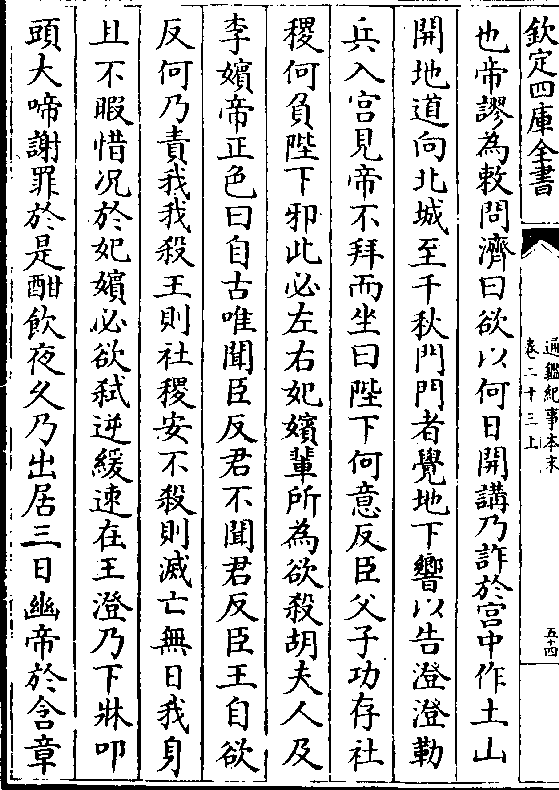 欽定四庫全書
通鑑紀事本末
卷二十三上
五十四
也帝謬為敕問濟曰欲以何日開講乃詐於宫中作土山
開地道向北城至千秋門門者覺地下響以告澄澄勒
兵入宫見帝不拜而坐曰陛下何意反臣父子功存社
稷何負陛下邪此必左右妃嬪輩所為欲殺胡夫人及
李嬪帝正色曰自古唯聞臣反君不聞君反臣王自欲
反何乃責我我殺王則社稷安不殺則滅亡無日我身
且不暇惜況於妃嬪必欲弑逆緩速在王澄乃下牀叩
頭大啼謝罪於是酣飲夜久乃出居三日幽帝於含章